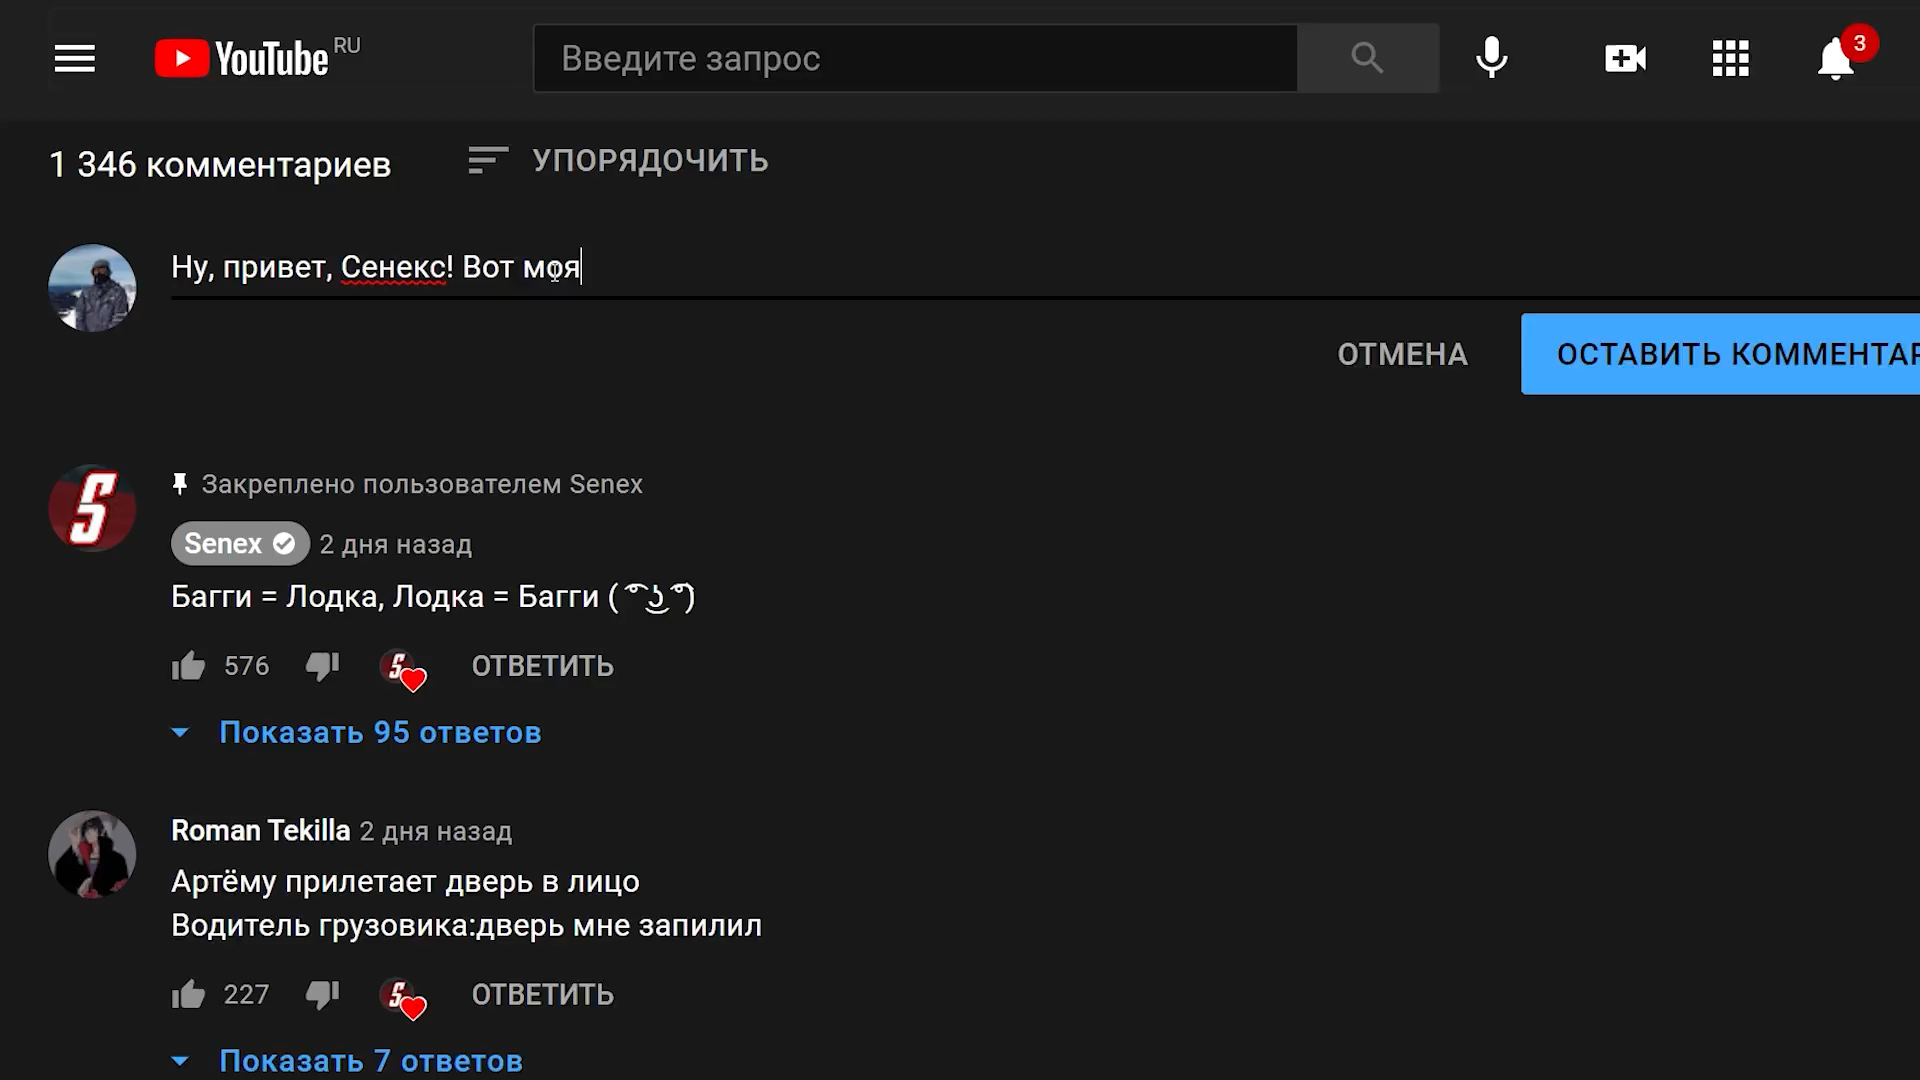 YouTube RU
Введите запрос
3
1 346 комментариев
УПОРЯДОЧИТЬ
Ну, привет, Сенекс! Вот моя
ОТМЕНА
ОСТАВИТЬ КОММЕНТАР
Закреплено пользователем Senex
Senex 2 дня назад
Багги = Лодка, Лодка = Багги ( ͡° ͜ʖ ͡°)
576
ОТВЕТИТЬ
Показать 95 ответов
Roman Tekilla 2 дня назад
Артёму прилетает дверь в лицо
Водитель грузовика:дверь мне запилил
227
ОТВЕТИТЬ
Показать 7 ответов